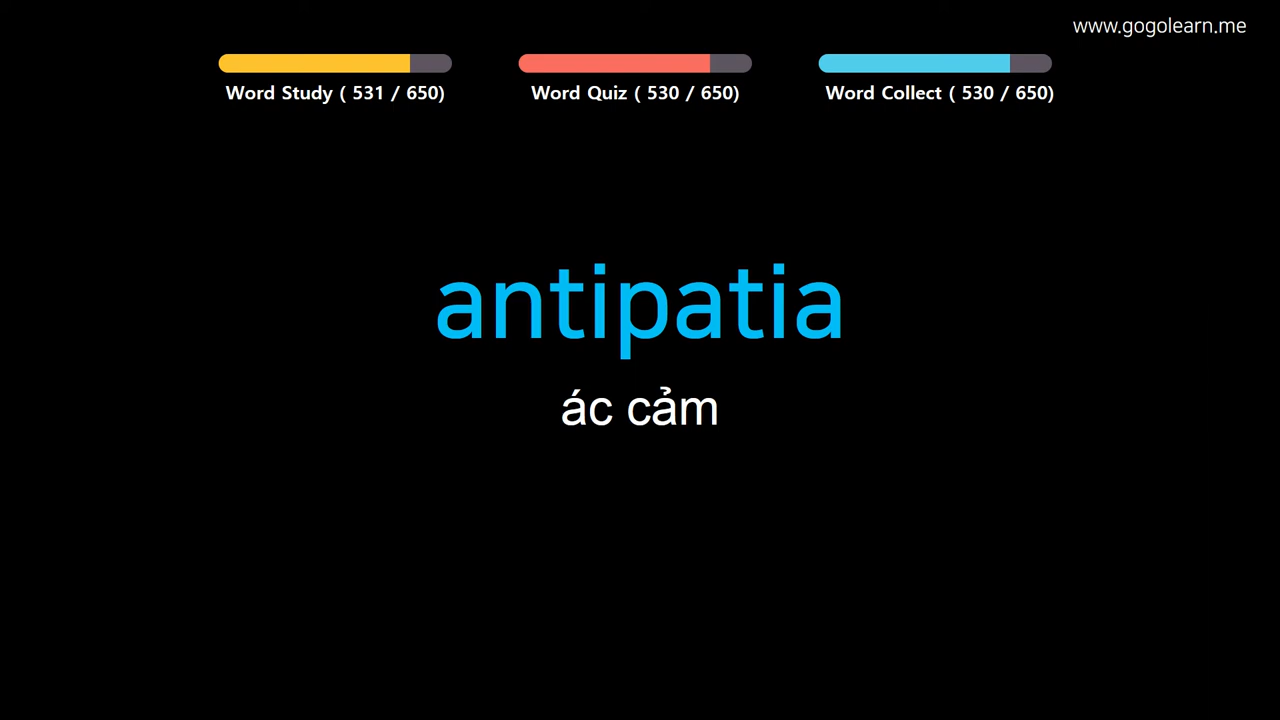 www.gogolearn.me
Word Study ( 531 / 650)
Word Quiz ( 530 / 650)
Word Collect ( 530 / 650)
antipatia
ác cảm